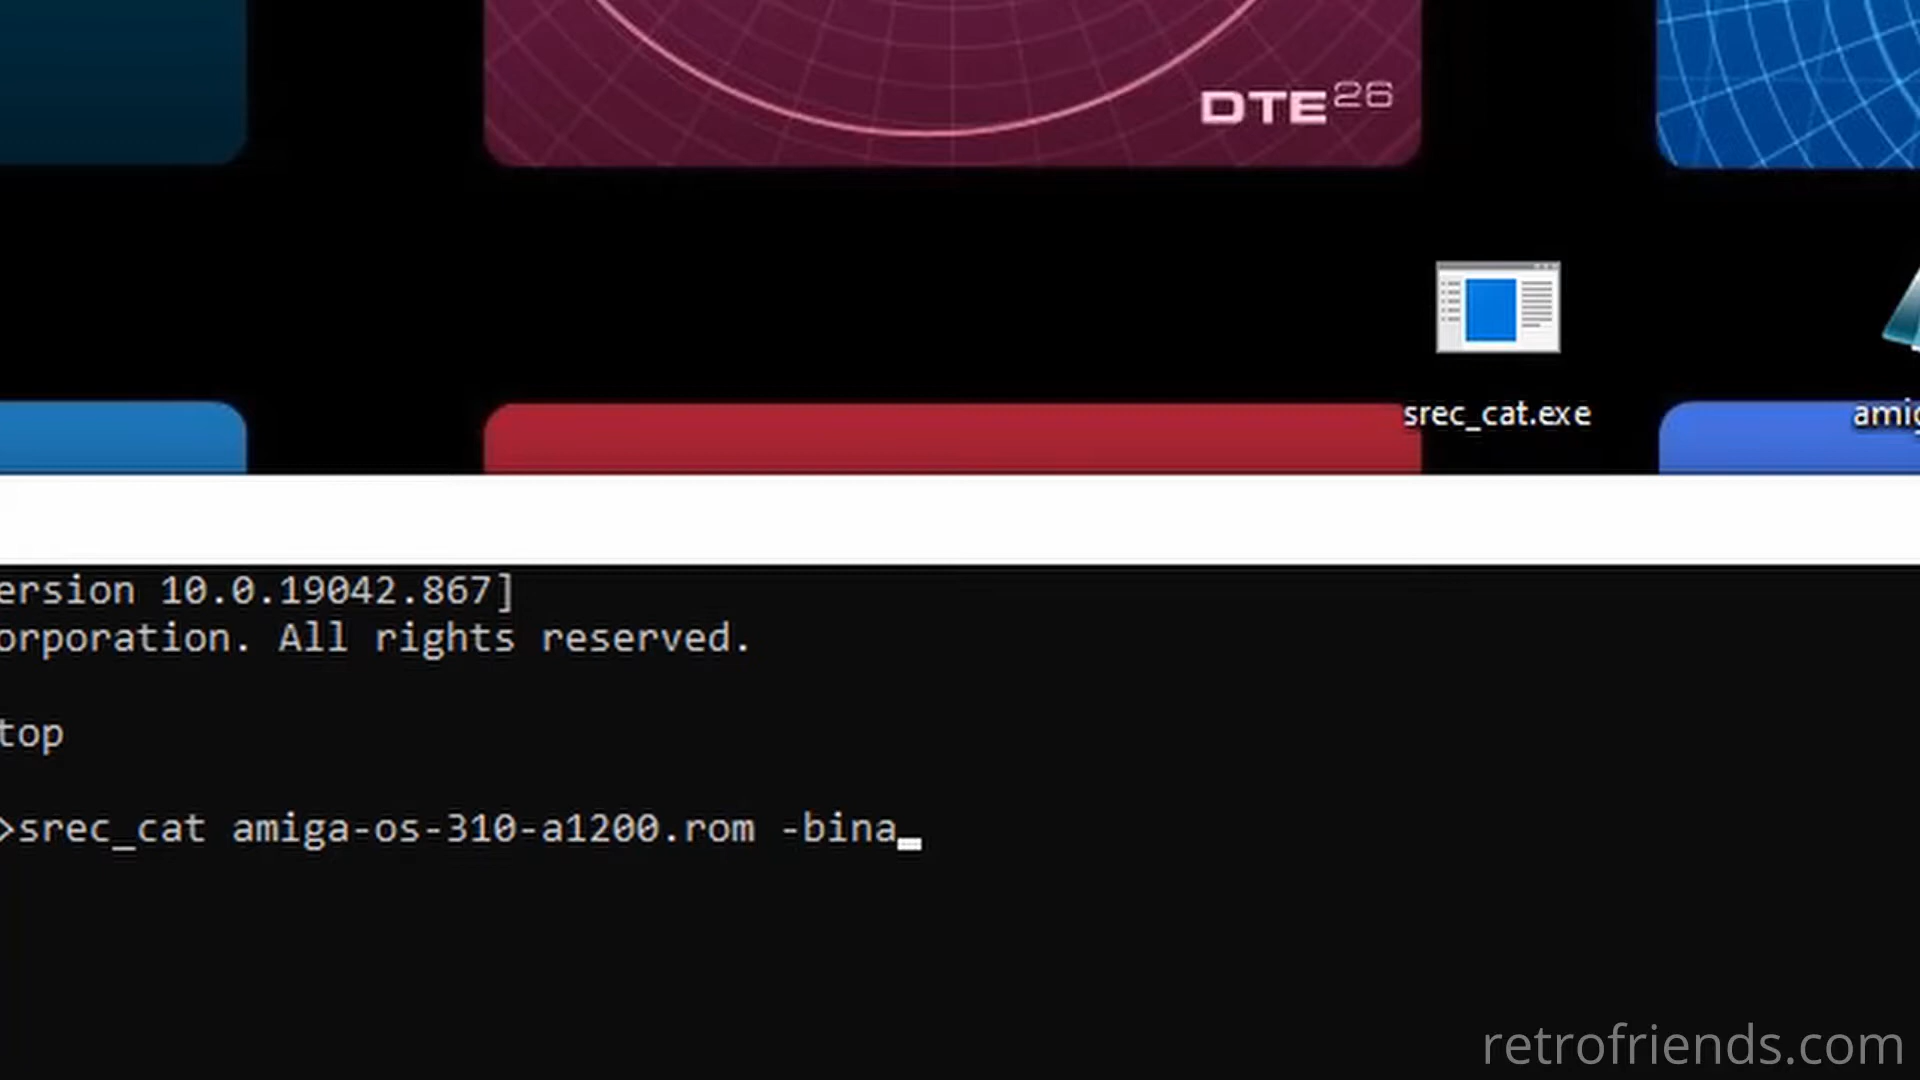 DTE26
srec_cat.exe
amig
ersion 10.0.19042.867]
orporation. All rights reserved.
top
>srec_cat amiga-os-310-a1200.rom -bina
retrofriends.com